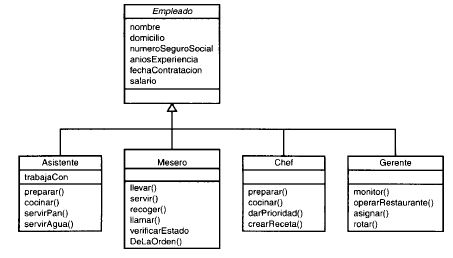 Empleado
nombre
domicilio
numeroSeguroSocial
aniosExperiencia
fechaContratacion
salario
Asistente
trabajaCon
preparar()
cocinar()
servirPan()
servirAgua()
Mesero
llevar()
servir()
recoger()
llamar()
verificarEstado
DeLaOrden()
Chef
preparar()
cocinar()
darPrioridad()
crearReceta()
Gerente
monitor()
operarRestaurante()
asignar()
rotar()